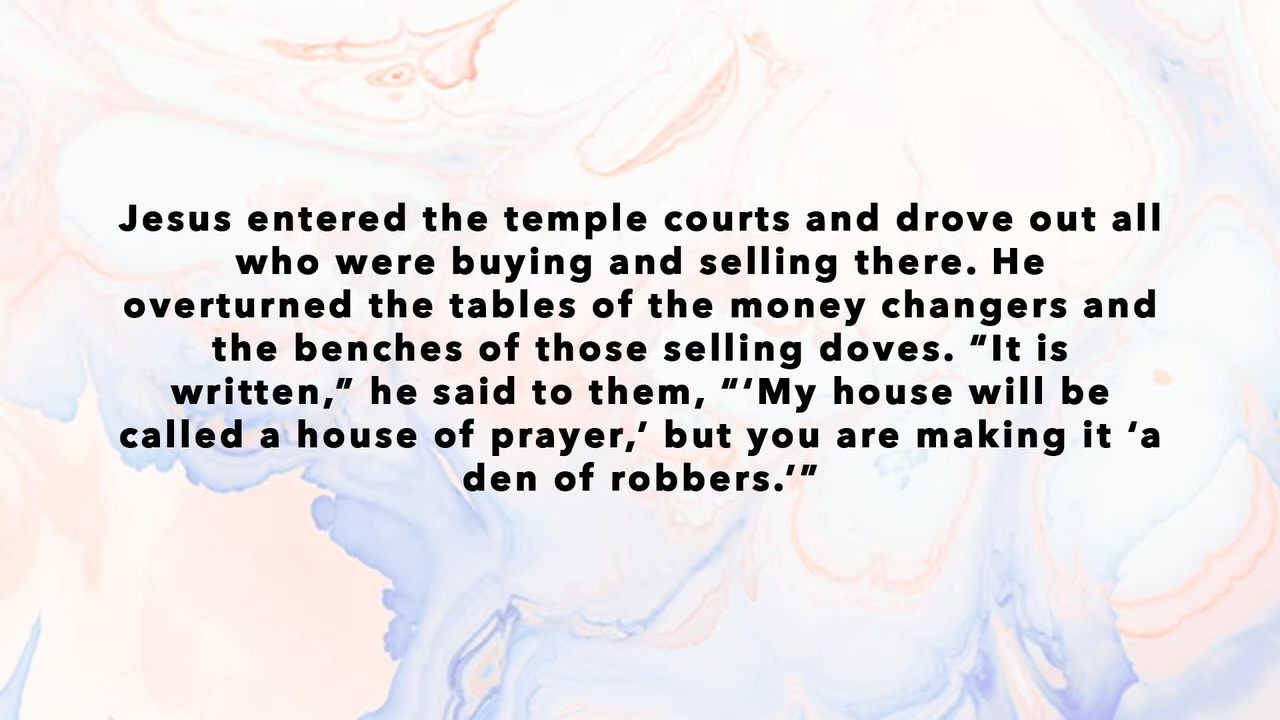 Jesus entered the temple courts and drove out all
who were buying and selling there. He
overturned the tables of the money changers and
the benches of those selling doves. “It is
written,” he said to them, “‘My house will be
called a house of prayer,’ but you are making it ‘a
den of robbers.’”